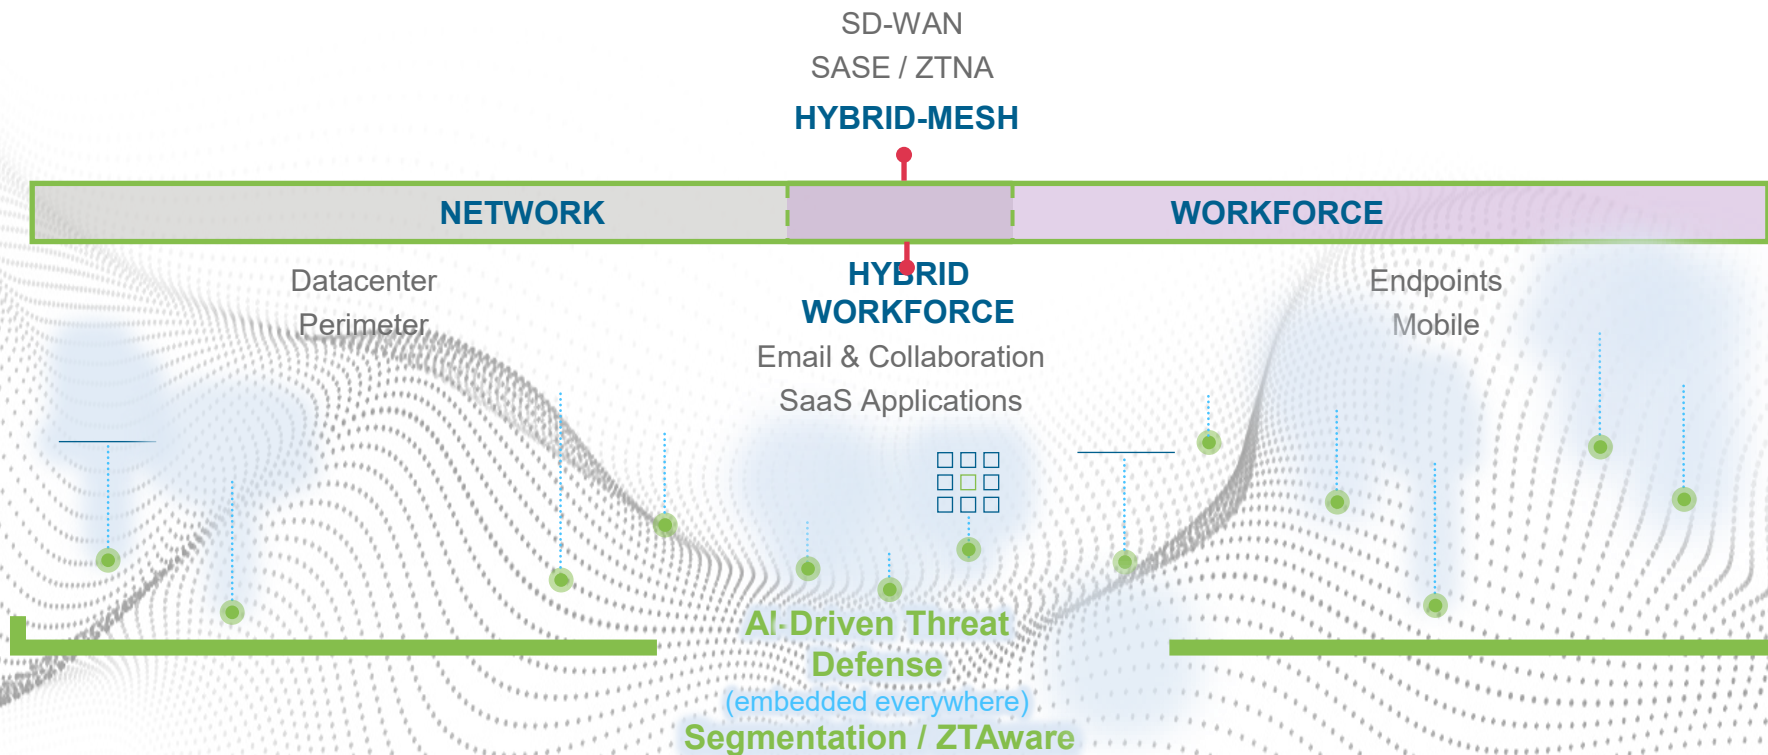 SD-WAN
SASE / ZTNA
HYBRID-MESH
NETWORK
WORKFORCE
Datacenter
Perimeter
HYBRID
WORKFORCE
Email & Collaboration
SaaS Applications
Endpoints
Mobile
AI-Driven Threat
Defense
(embedded everywhere)
Segmentation / ZTAware